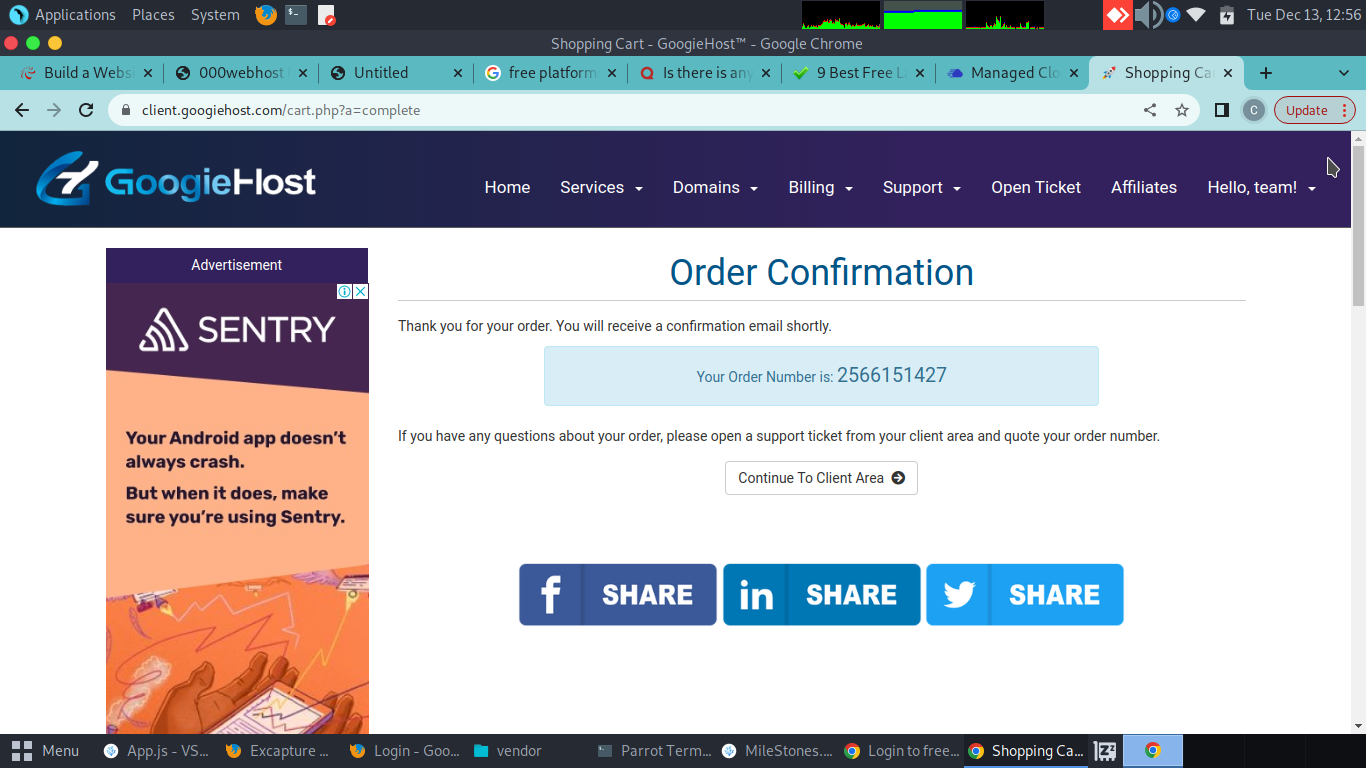 Applications Places System Tue Dec 13, 12:56
Shopping Cart - GoogieHost™ - Google Chrome
Build a Webs 000webhost Untitled free platform Is there is any 9 Best Free L Managed Clo Shopping Ca
client.googiehost.com/cart.php?a=complete C Update
GoogieHost Home Services Domains Billing Support Open Ticket Affiliates Hello, team!
Advertisement
SENTRY
Your Android app doesn't
always crash.
But when it does, make
sure you're using Sentry.
Order Confirmation
Thank you for your order. You will receive a confirmation email shortly.
Your Order Number is: 2566151427
If you have any questions about your order, please open a support ticket from your client area and quote your order number.
Continue To Client Area
f SHARE in SHARE SHARE
Menu App.js - VS... Excapture ... Login - Goo... vendor Parrot Term... MileStones.... Login to free... Shopping Ca...